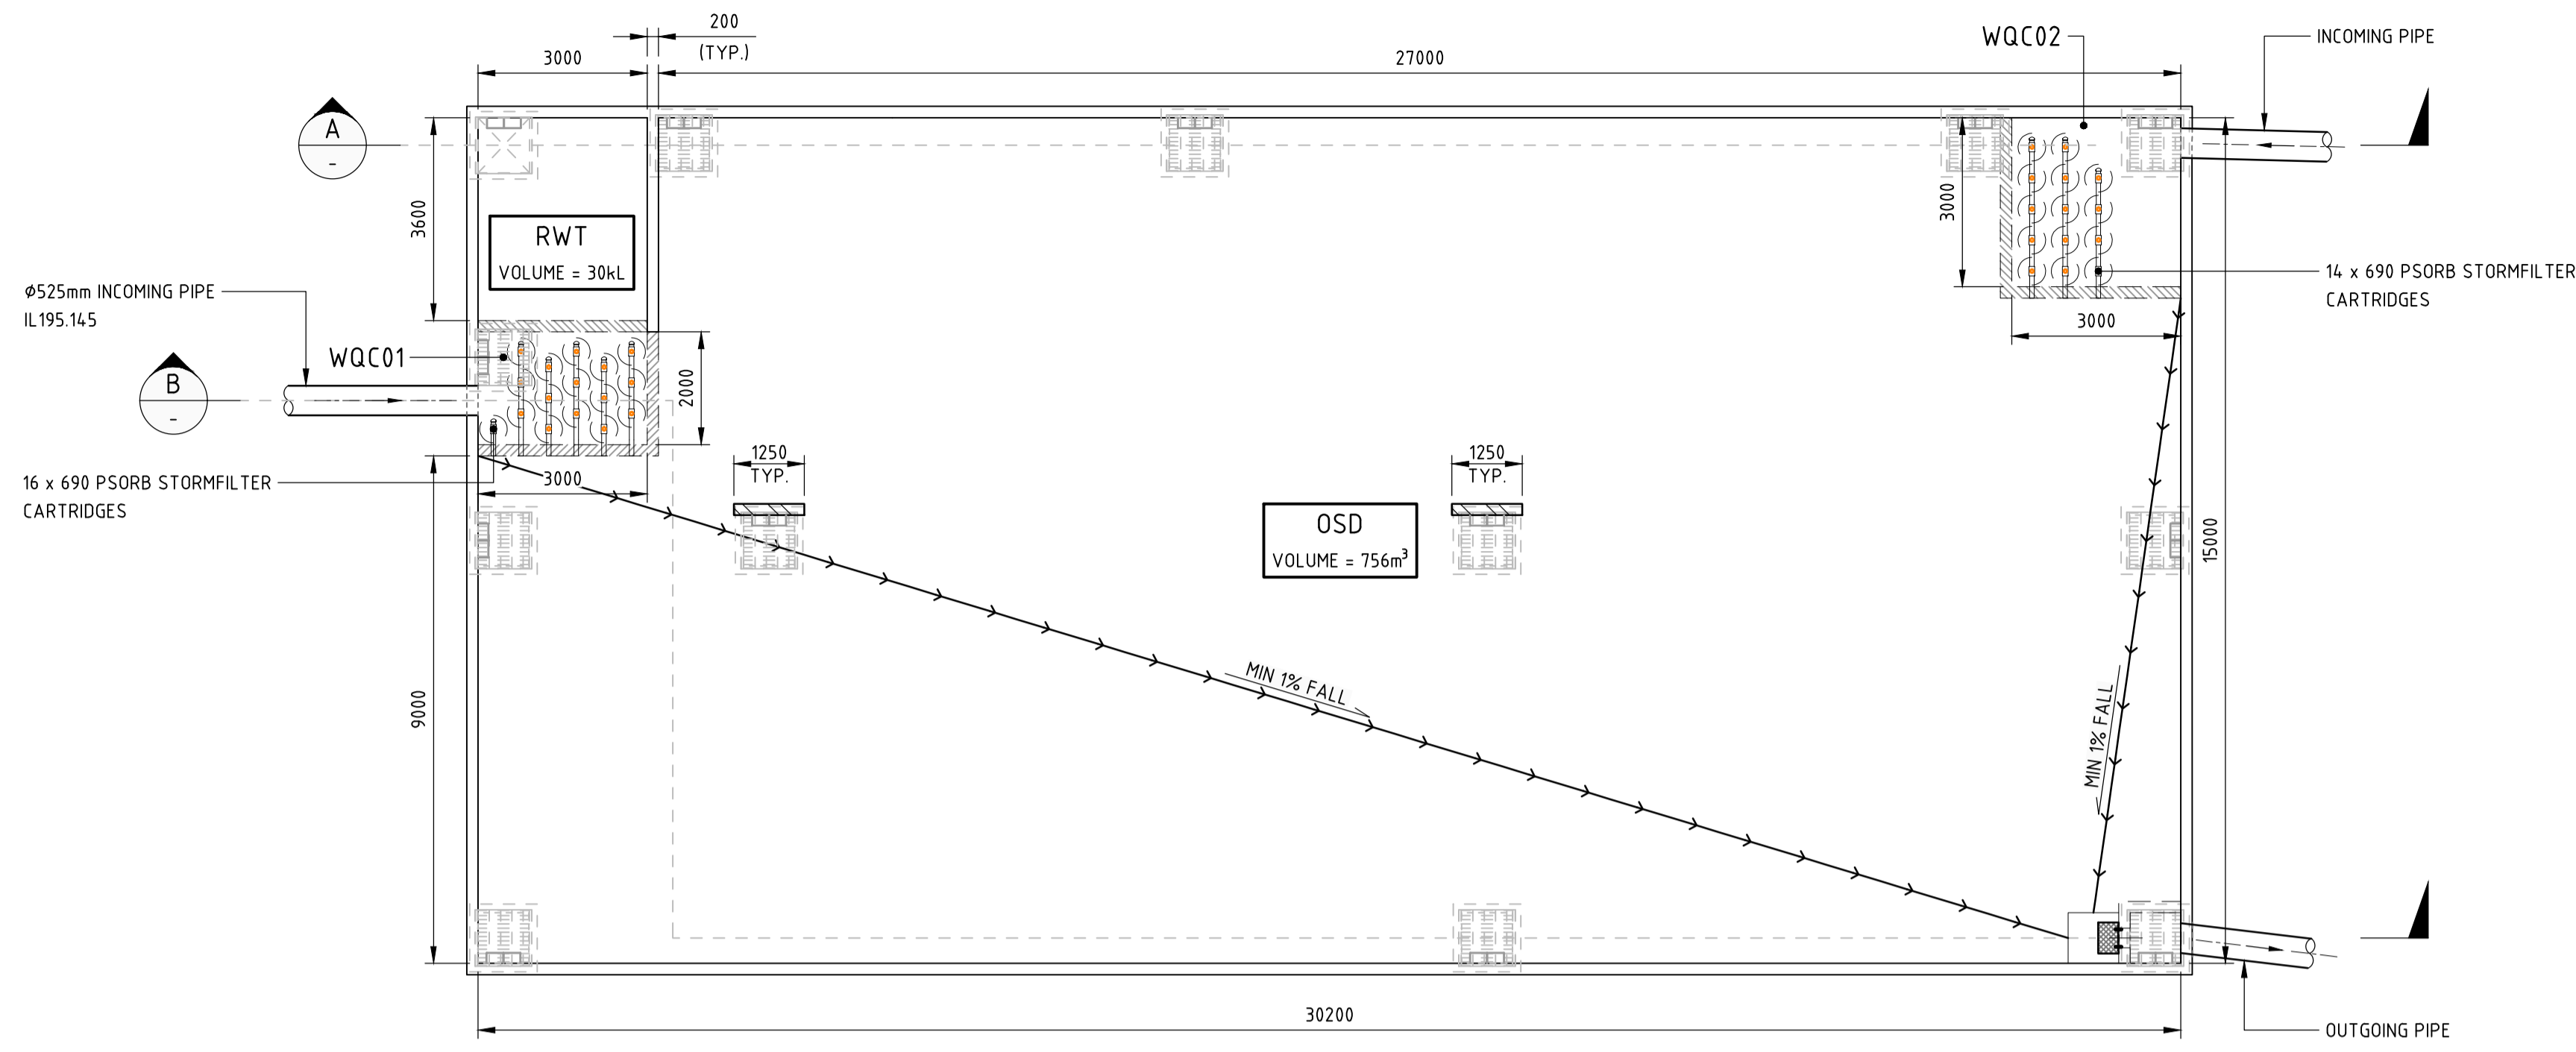 200
(TYP.)
3000
27000
WQC02
INCOMING PIPE
A
-
3600
RWT
VOLUME = 30kL
3000
14 x 690 PSORB STORMFILTER
CARTRIDGES
3000
Ø525mm INCOMING PIPE
IL195.145
WQC01
B
-
2000
16 x 690 PSORB STORMFILTER
CARTRIDGES
3000
1250
TYP.
1250
TYP.
OSD
VOLUME = 756m³
15000
9000
MIN 1% FALL
MIN 1% FALL
30200
OUTGOING PIPE